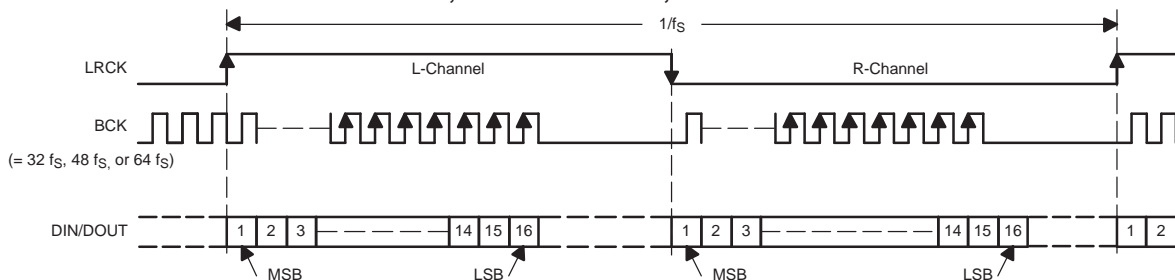 1/fS
LRCK
L-Channel
R-Channel
BCK
(= 32 fS, 48 fS, or 64 fS)
DIN/DOUT
1 2 3 14 15 16 1 2 3 14 15 16 1 2
MSB LSB MSB LSB